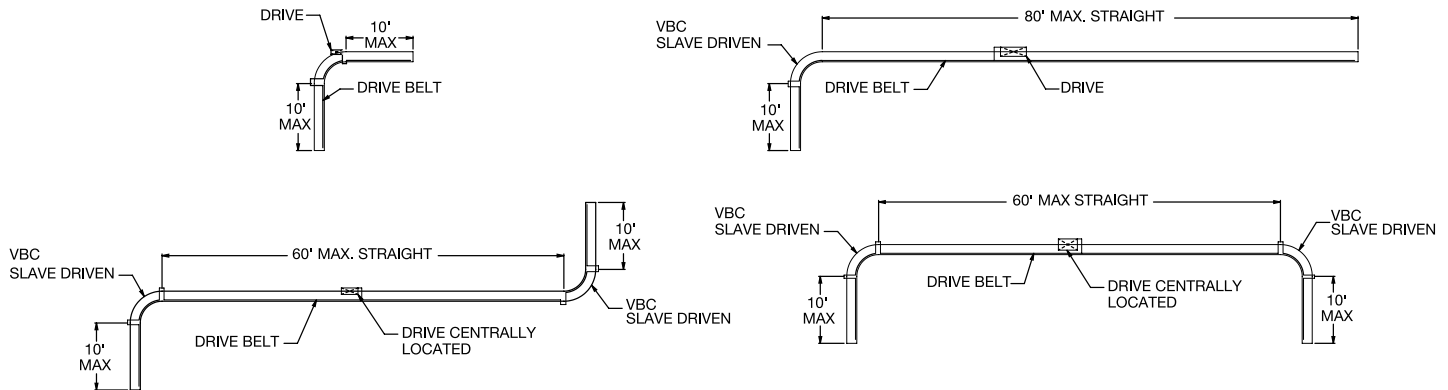 DRIVE
10'
MAX
DRIVE BELT
10'
MAX
80' MAX. STRAIGHT
VBC
SLAVE DRIVEN
DRIVE BELT
DRIVE
10'
MAX
10'
MAX
60' MAX. STRAIGHT
VBC
SLAVE DRIVEN
VBC
SLAVE DRIVEN
DRIVE BELT
DRIVE CENTRALLY
LOCATED
10'
MAX
60' MAX STRAIGHT
VBC
SLAVE DRIVEN
VBC
SLAVE DRIVEN
DRIVE BELT
DRIVE CENTRALLY
LOCATED
10'
MAX
10'
MAX